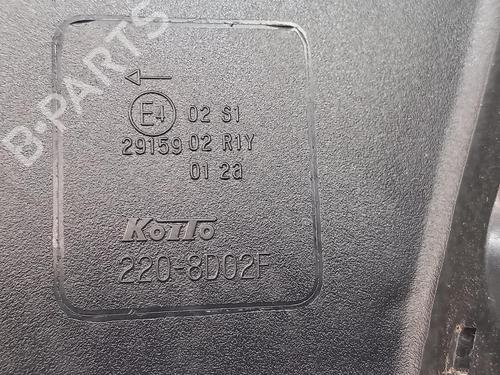 B-PARTS
←
E4 02 S1
29159 02 R1Y
01 2a
KoITo
220-8D02F